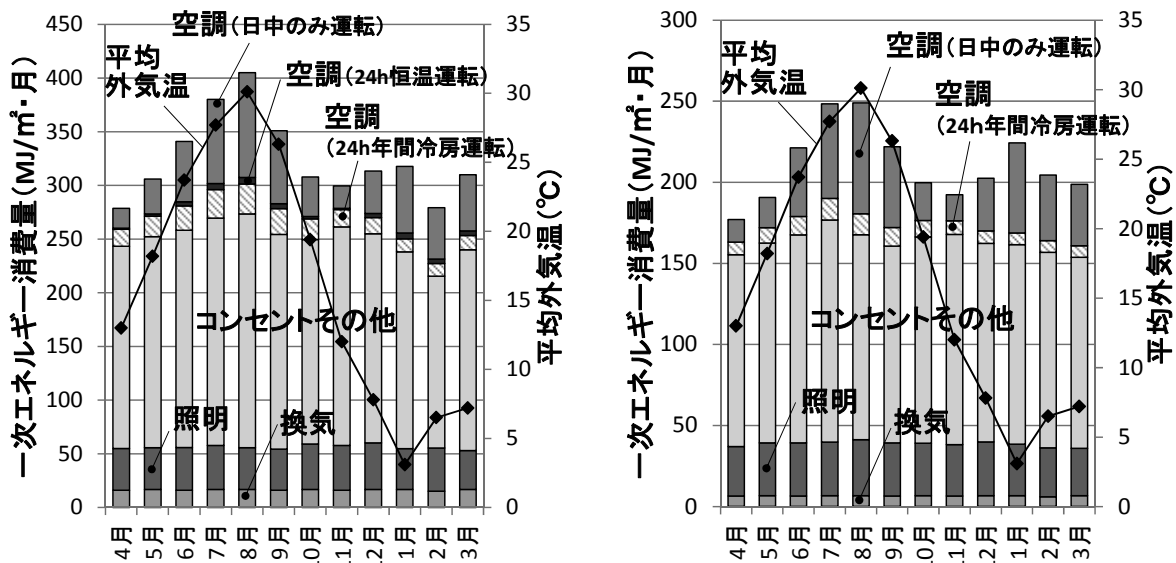 450
400
350
300
250
200
150
100
50
0
一次エネルギー消費量(MJ/㎡・月)
35
30
25
20
15
10
5
0
平均外気温(℃)
空調(日中のみ運転)
平均
外気温
空調(24h恒温運転)
空調
(24h年間冷房運転)
コンセントその他
照明
換気
4月
5月
6月
7月
8月
9月
10月
11月
12月
1月
2月
3月
300
250
200
150
100
50
0
一次エネルギー消費量(MJ/㎡・月)
35
30
25
20
15
10
5
0
平均外気温(℃)
平均
外気温
空調(日中のみ運転)
空調
(24h年間冷房運転)
コンセントその他
照明
換気
4月
5月
6月
7月
8月
9月
10月
11月
12月
1月
2月
3月